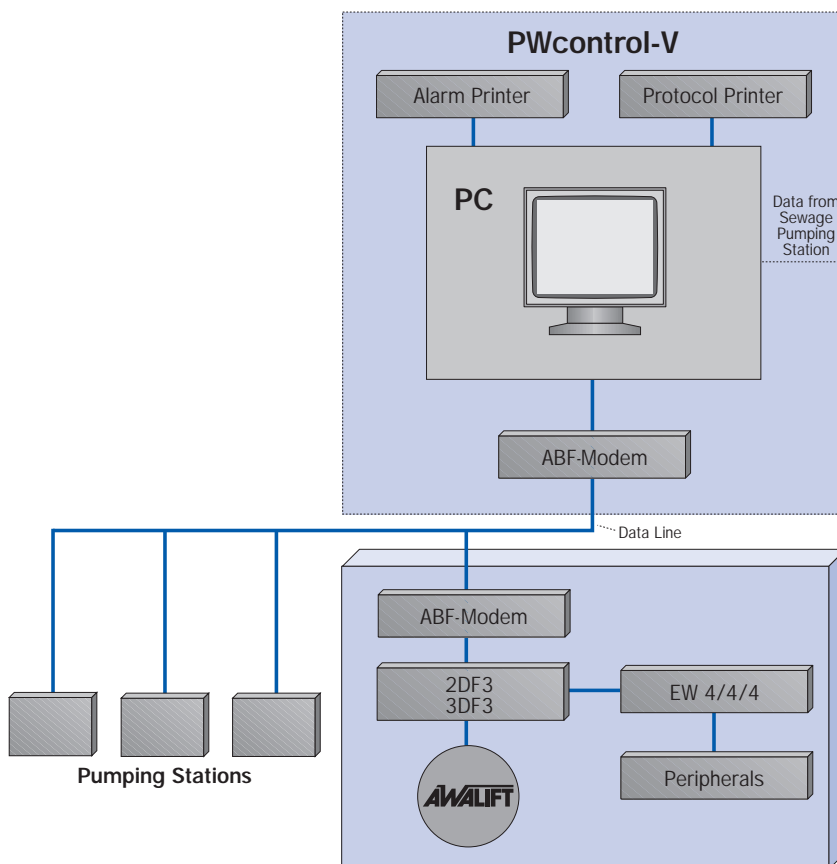 PWcontrol-V
Alarm Printer
Protocol Printer
PC
Data from
Sewage
Pumping
Station
ABF-Modem
Data Line
ABF-Modem
2DF3
3DF3
EW 4/4/4
Pumping Stations
AWALIFT
Peripherals